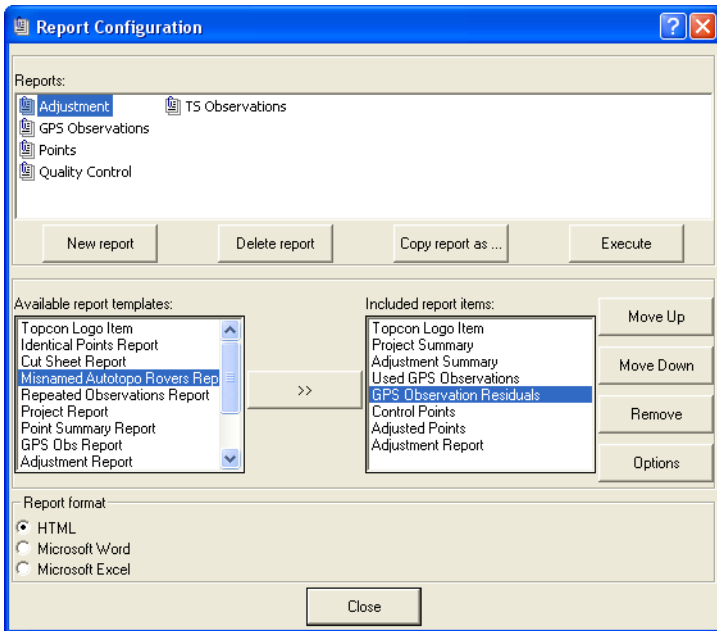 Report Configuration
Reports:
Adjustment
TS Observations
GPS Observations
Points
Quality Control
New report
Delete report
Copy report as ...
Execute
Available report templates:
Topcon Logo Item
Identical Points Report
Cut Sheet Report
Misnamed Autotopo Rovers Rep
Repeated Observations Report
Project Report
Point Summary Report
GPS Obs Report
Adjustment Report
>>
Included report items:
Topcon Logo Item
Project Summary
Adjustment Summary
Used GPS Observations
GPS Observation Residuals
Control Points
Adjusted Points
Adjustment Report
Move Up
Move Down
Remove
Options
Report format
HTML
Microsoft Word
Microsoft Excel
Close